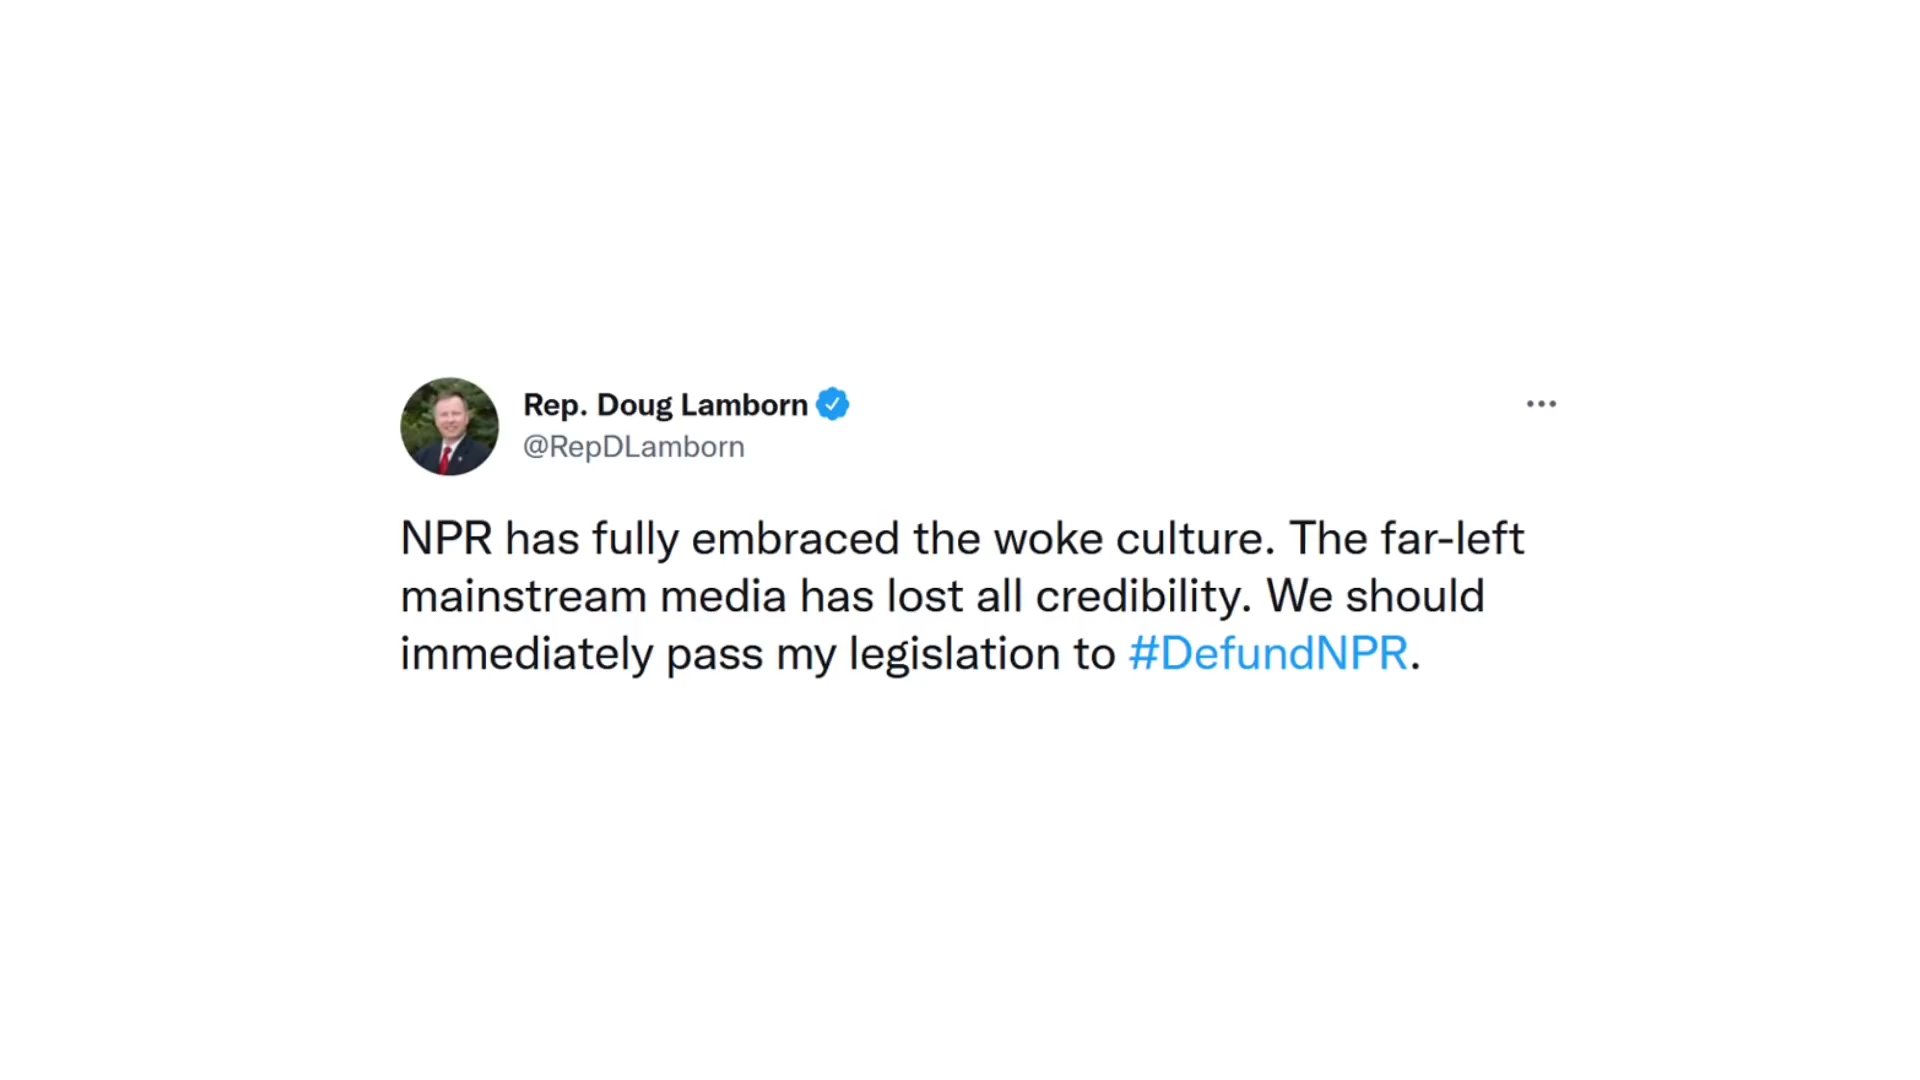 Rep. Doug Lamborn
@RepDLamborn
NPR has fully embraced the woke culture. The far-left
mainstream media has lost all credibility. We should
immediately pass my legislation to #DefundNPR.